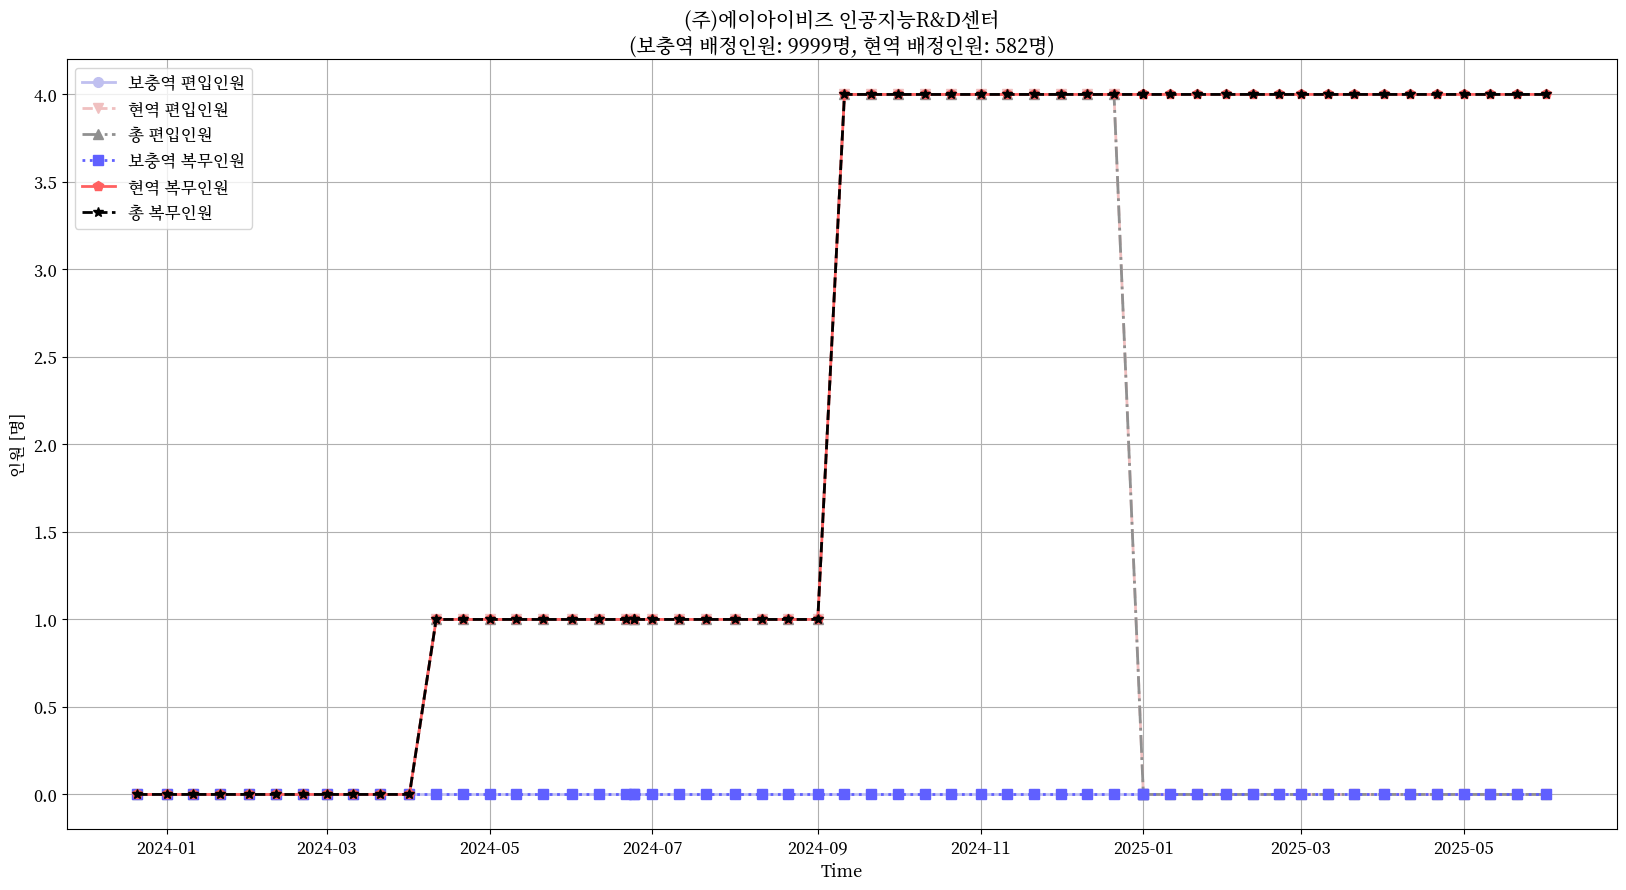 (주)에이아이비즈 인공지능R&D센터
(보충역 배정인원: 9999명, 현역 배정인원: 582명)
보충역 편입인원
현역 편입인원
총 편입인원
보충역 복무인원
현역 복무인원
총 복무인원
인원 [명]
4.0
3.5
3.0
2.5
2.0
1.5
1.0
0.5
0.0
2024-01
2024-03
2024-05
2024-07
2024-09
2024-11
2025-01
2025-03
2025-05
Time